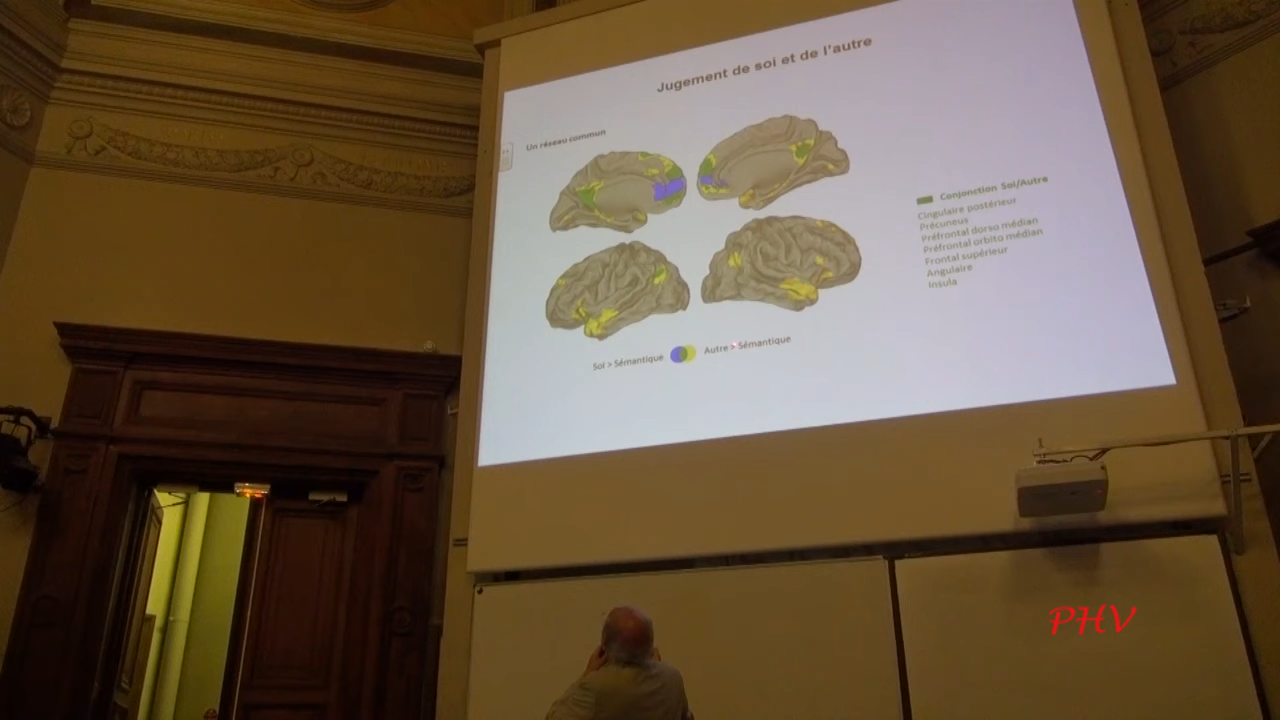 Jugement de soi et de l'autre
Un réseau commun
Conjonction Soi/Autre
Cingulaire postérieur
Précuneus
Préfrontal dorso médian
Préfrontal orbito médian
Frontal supérieur
Angulaire
Insula
Soi > Sémantique
Autre > Sémantique
PHV